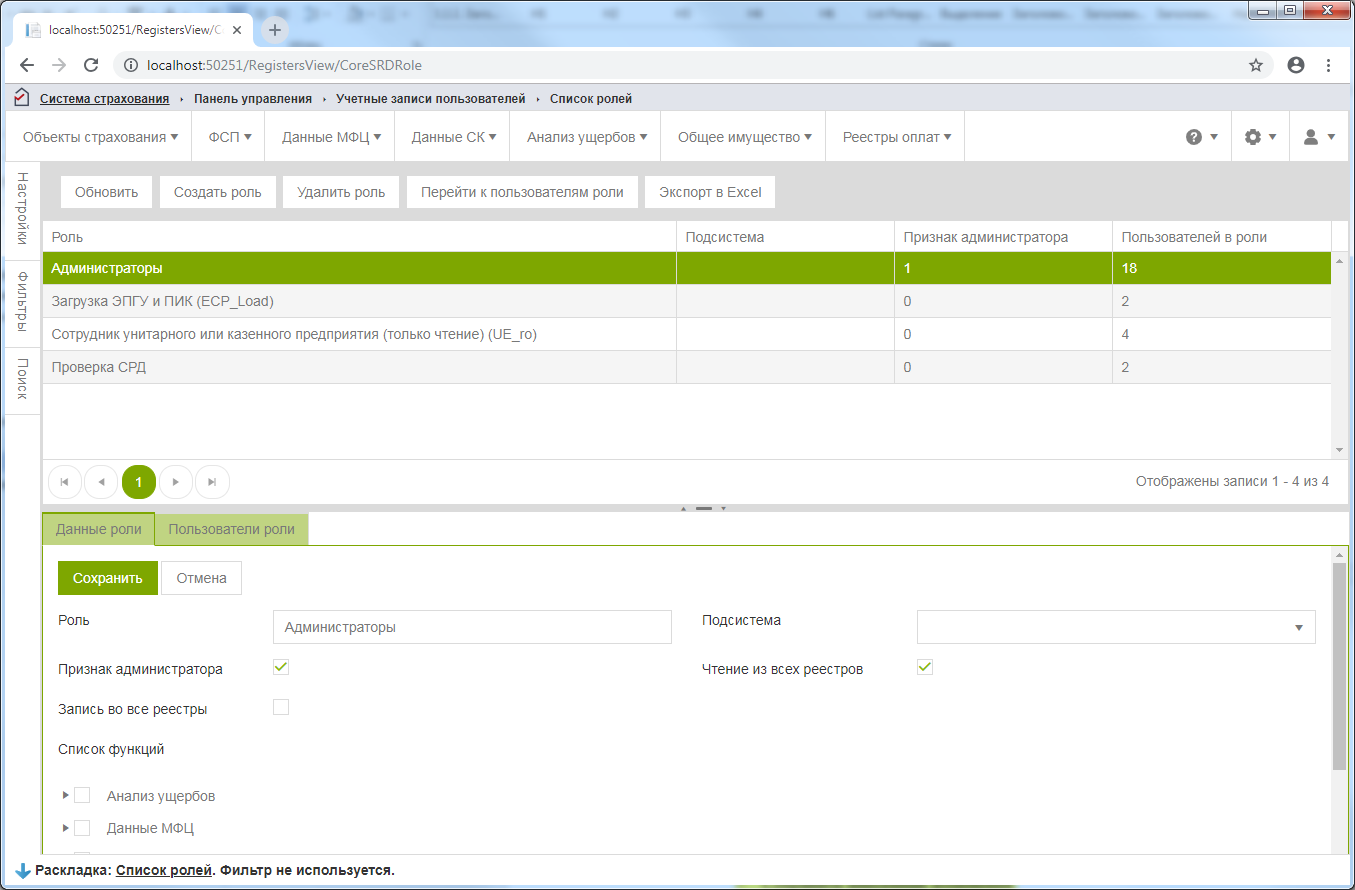 localhost:50251/RegistersView/C
localhost:50251/RegistersView/CoreSRDRole
Система страхования › Панель управления › Учетные записи пользователей › Список ролей
Объекты страхования ФСП Данные МФЦ Данные СК Анализ ущербов Общее имущество Реестры оплат
Настройки
Фильтры
Поиск
Обновить Создать роль Удалить роль Перейти к пользователям роли Экспорт в Excel
Роль Подсистема Признак администратора Пользователей в роли
Администраторы 1 18
Загрузка ЭПГУ и ПИК (ECP_Load) 0 2
Сотрудник унитарного или казенного предприятия (только чтение) (UE_ro) 0 4
Проверка СРД 0 2
1 Отображены записи 1 - 4 из 4
Данные роли Пользователи роли
Сохранить Отмена
Роль Администраторы Подсистема
Признак администратора Чтение из всех реестров
Запись во все реестры
Список функций
Анализ ущербов
Данные МФЦ
Раскладка: Список ролей. Фильтр не используется.